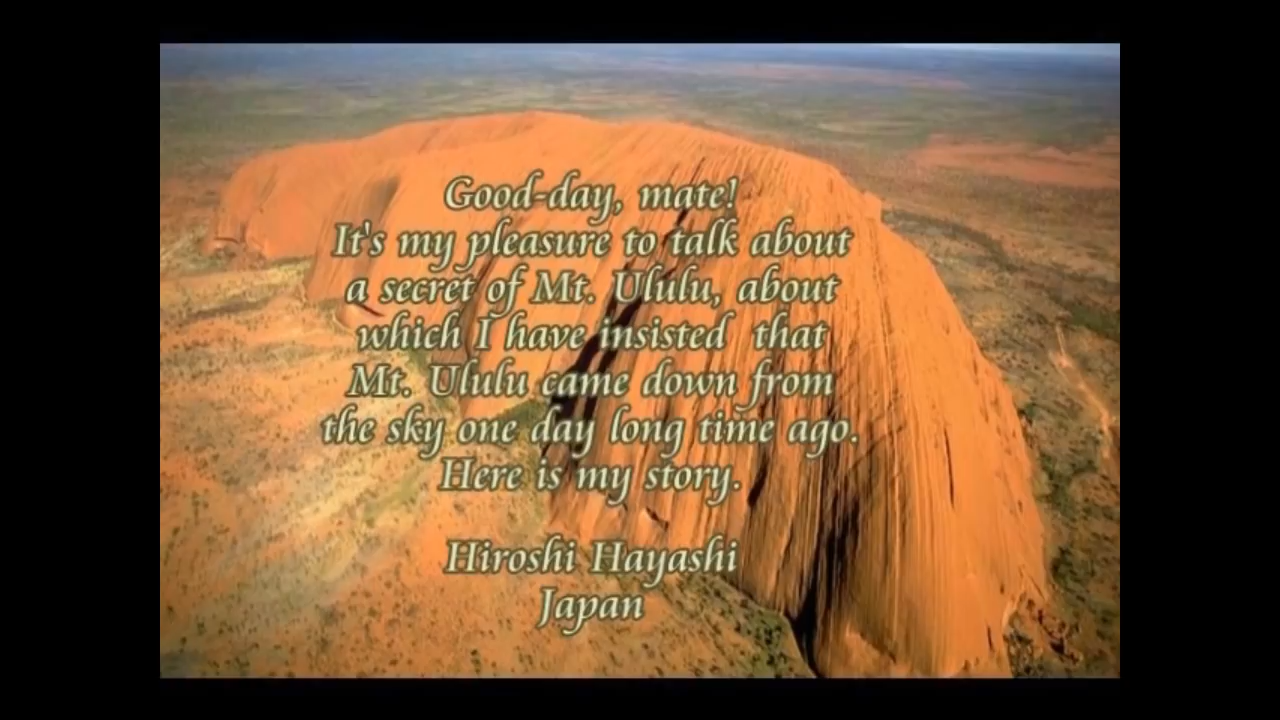 Good-day, mate!
It's my pleasure to talk about
a secret of Mt. Ululu, about
which I have insisted that
Mt. Ululu came down from
the sky one day long time ago.
Here is my story.
Hiroshi Hayashi
Japan